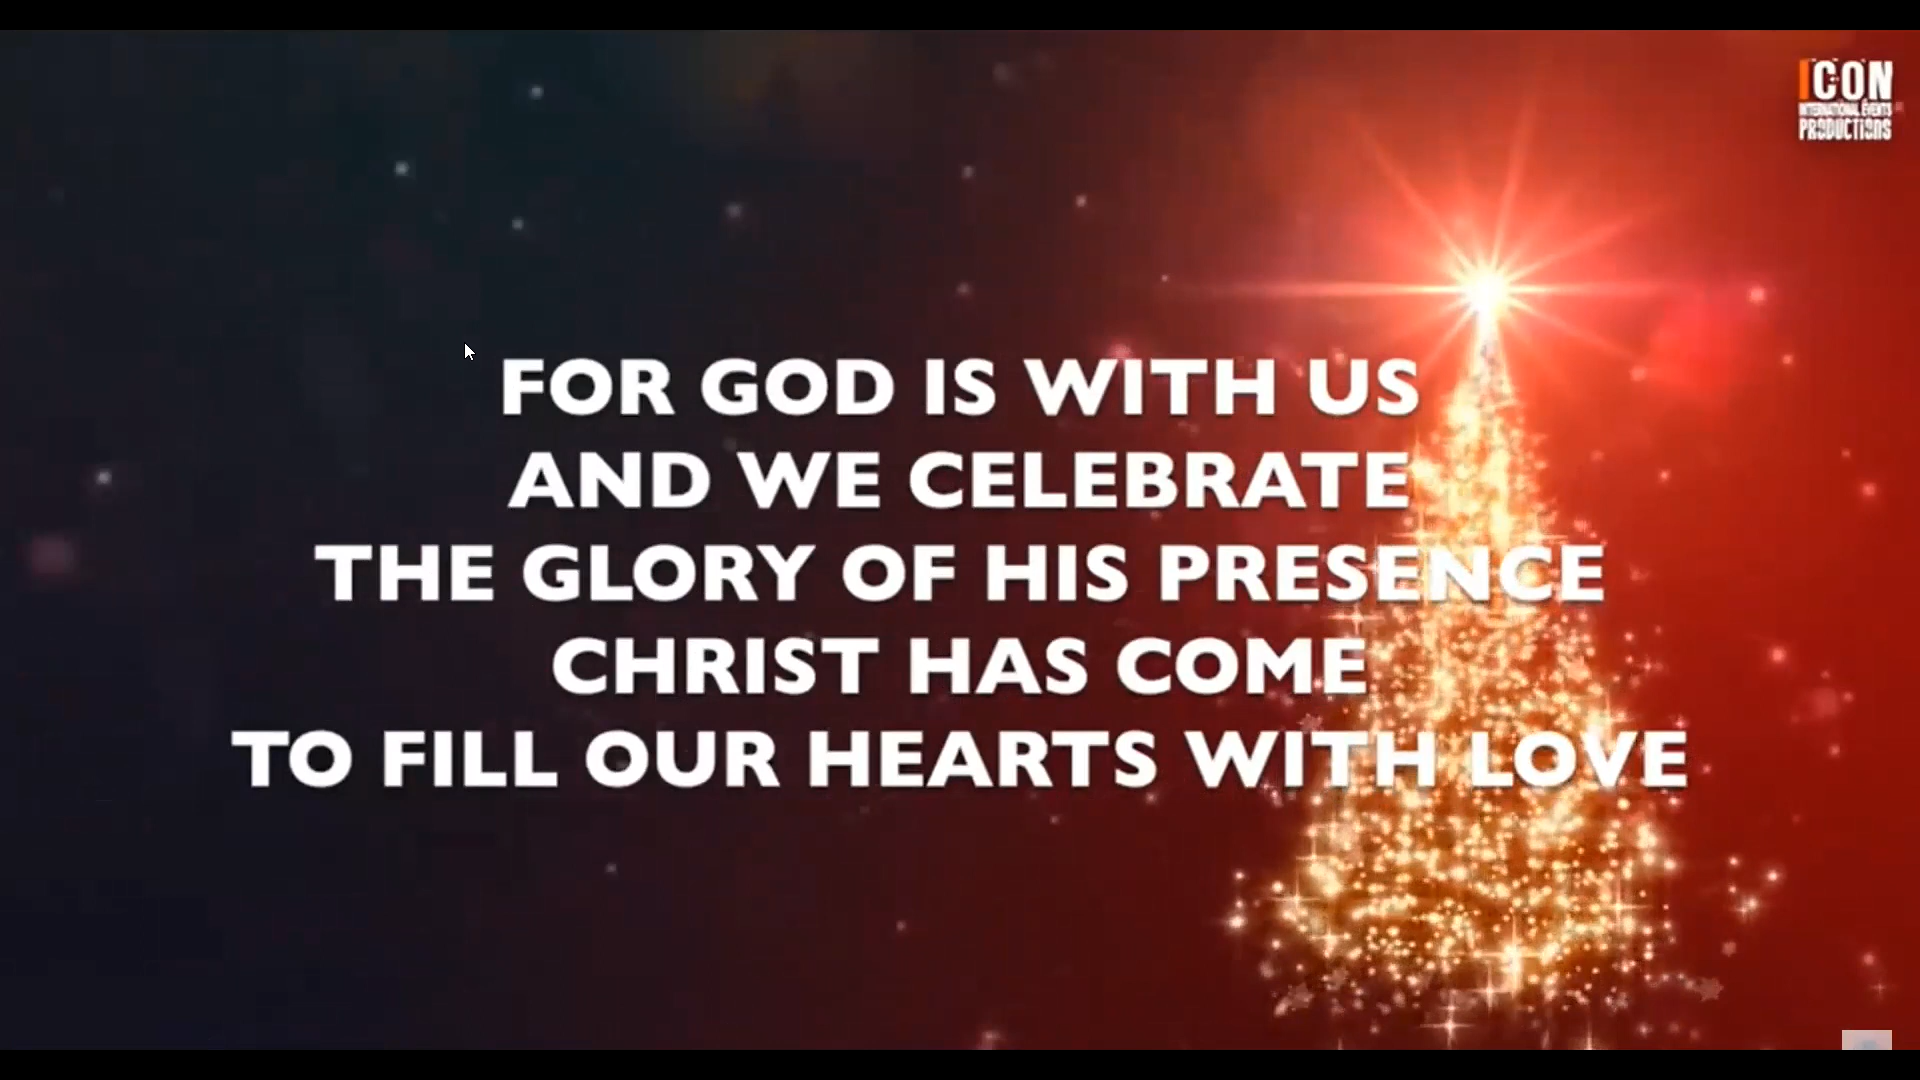 ICON
INTERNATIONAL EVENTS
PRODUCTIONS
FOR GOD IS WITH US
AND WE CELEBRATE
THE GLORY OF HIS PRESENCE
CHRIST HAS COME
TO FILL OUR HEARTS WITH LOVE